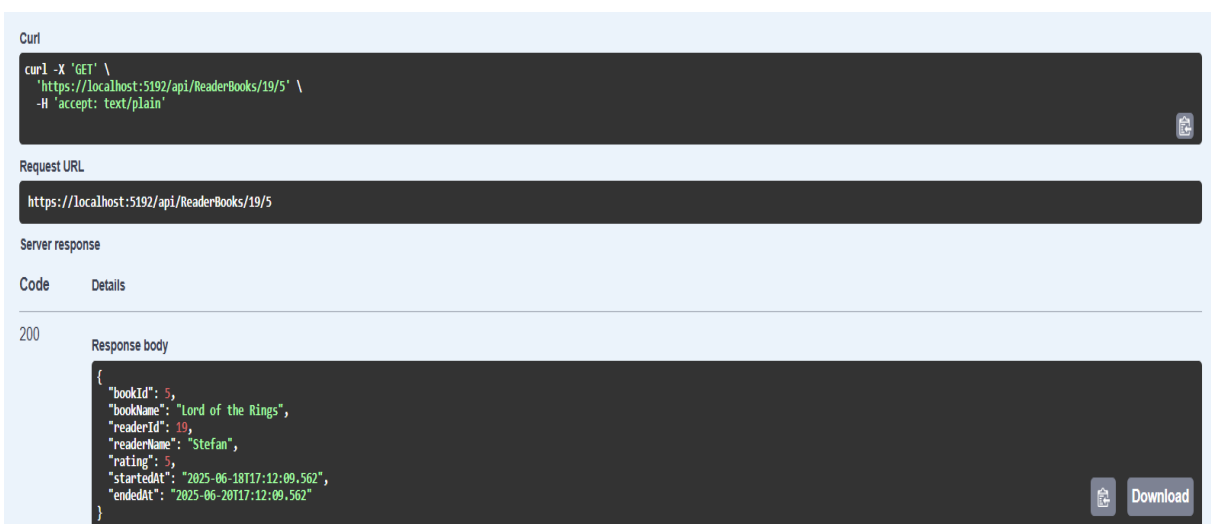 Curl
curl -X 'GET' \
'https://localhost:5192/api/ReaderBooks/19/5' \
-H 'accept: text/plain'
Request URL
https://localhost:5192/api/ReaderBooks/19/5
Server response
Code Details
200
Response body
{
"bookId": 5,
"bookName": "Lord of the Rings",
"readerId": 19,
"readerName": "Stefan",
"rating": 5,
"startedAt": "2025-06-18T17:12:09.562",
"endedAt": "2025-06-20T17:12:09.562"
}
Download